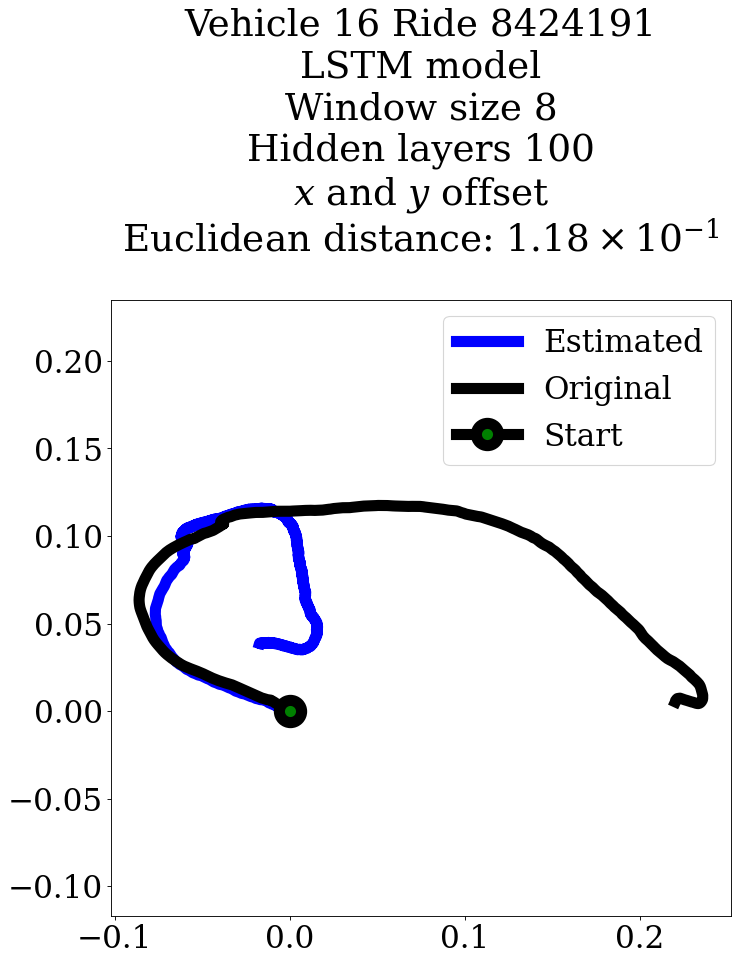 Vehicle 16 Ride 8424191
LSTM model
Window size 8
Hidden layers 100
x and y offset
Euclidean distance: 1.18 × 10⁻¹
Estimated
Original
Start
0.20
0.15
0.10
0.05
0.00
−0.05
−0.10
−0.1 0.0 0.1 0.2